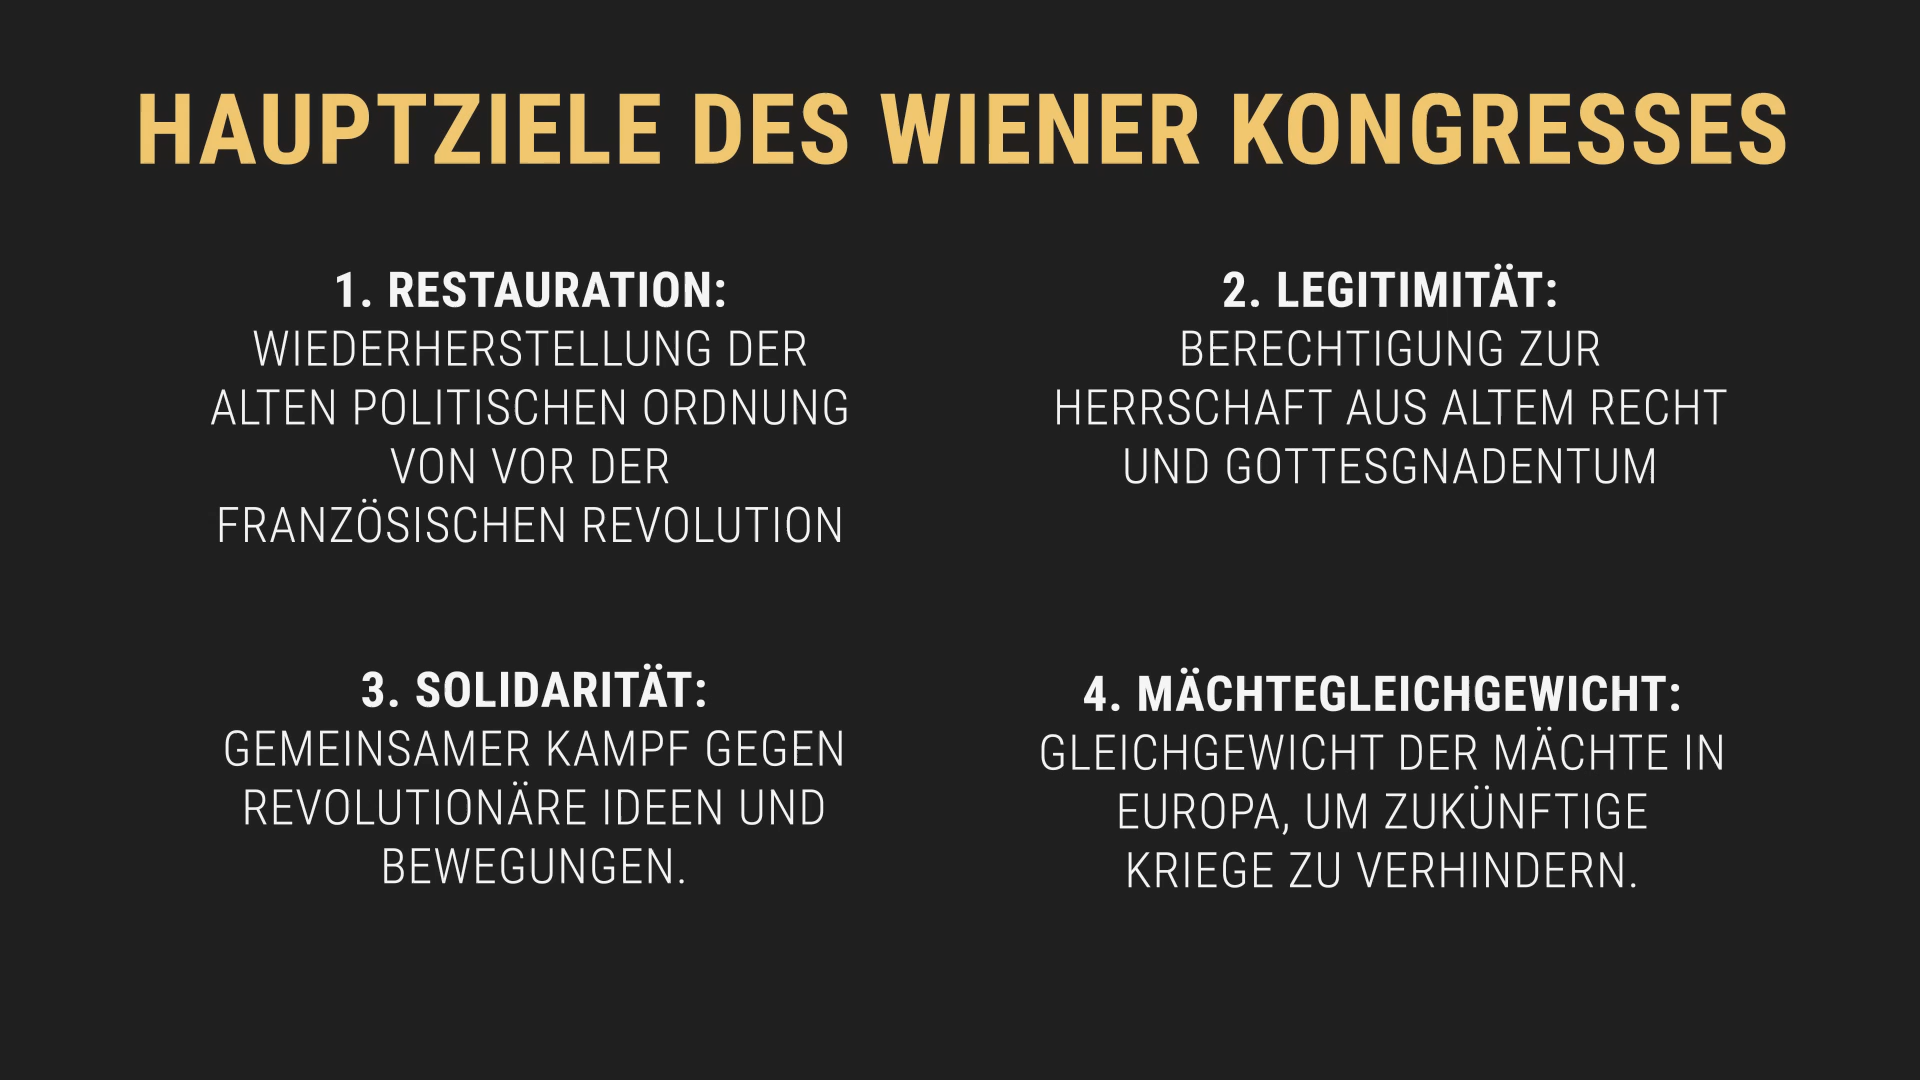 HAUPTZIELE DES WIENER KONGRESSES
1. RESTAURATION:
WIEDERHERSTELLUNG DER
ALTEN POLITISCHEN ORDNUNG
VON VOR DER
FRANZÖSISCHEN REVOLUTION
2. LEGITIMITÄT:
BERECHTIGUNG ZUR
HERRSCHAFT AUS ALTEM RECHT
UND GOTTESGNADENTUM
3. SOLIDARITÄT:
GEMEINSAMER KAMPF GEGEN
REVOLUTIONÄRE IDEEN UND
BEWEGUNGEN.
4. MÄCHTEGLEICHGEWICHT:
GLEICHGEWICHT DER MÄCHTE IN
EUROPA, UM ZUKÜNFTIGE
KRIEGE ZU VERHINDERN.